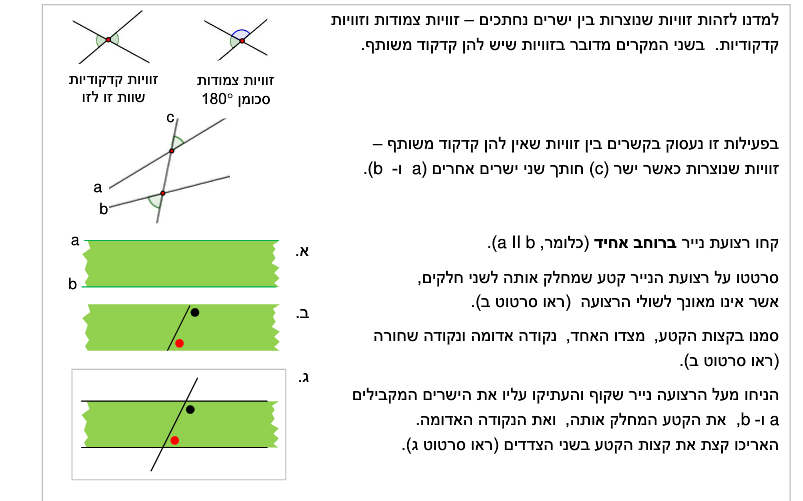 למדנו לזהות זוויות שנוצרות בין ישרים נחתכים – זוויות צמודות וזוויות
קדקודיות. בשני המקרים מדובר בזוויות שיש להן קדקוד משותף.
זוויות צמודות
סכומן 180°
זוויות קדקודיות
שוות זו לזו
בפעילות זו נעסוק בקשרים בין זוויות שאין להן קדקוד משותף –
זוויות שנוצרות כאשר ישר (c) חותך שני ישרים אחרים (a ו- b).
c
a
b
קחו רצועת נייר ברוחב אחיד (כלומר, a II b).
סרטטו על רצועת הנייר קטע שמחלק אותה לשני חלקים,
אשר אינו מאונך לשולי הרצועה (ראו סרטוט ב).
סמנו בקצות הקטע, מצדו האחד, נקודה אדומה ונקודה שחורה
(ראו סרטוט ב).
הניחו מעל הרצועה נייר שקוף והעתיקו עליו את הישרים המקבילים
a ו- b, את הקטע המחלק אותה, ואת הנקודה האדומה.
האריכו קצת את קצות הקטע בשני הצדדים (ראו סרטוט ג).
א.
a
b
ב.
ג.